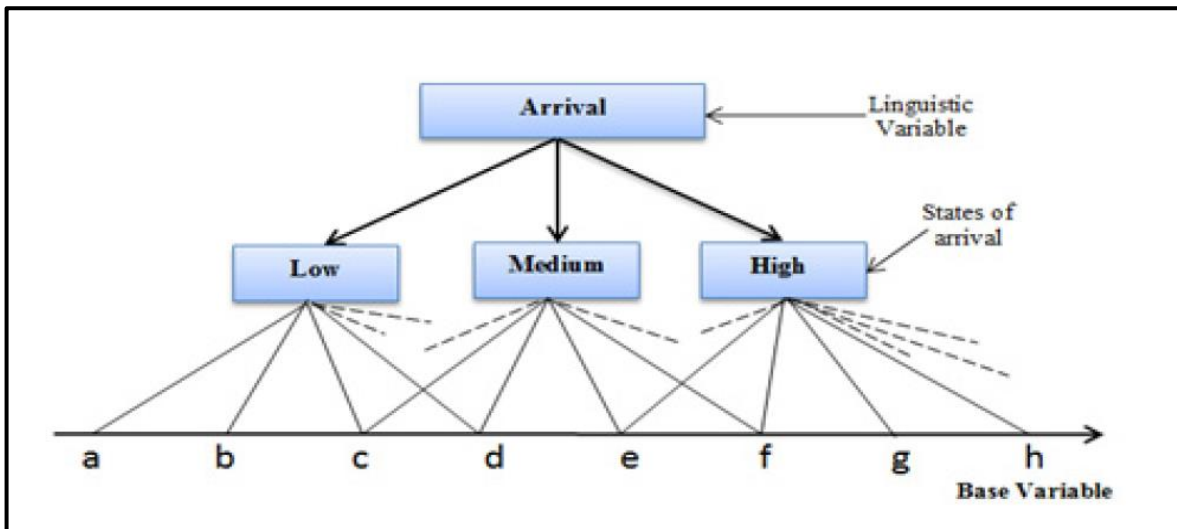 Arrival
Linguistic
Variable
States of
arrival
Low
Medium
High
a b c d e f g h
Base Variable